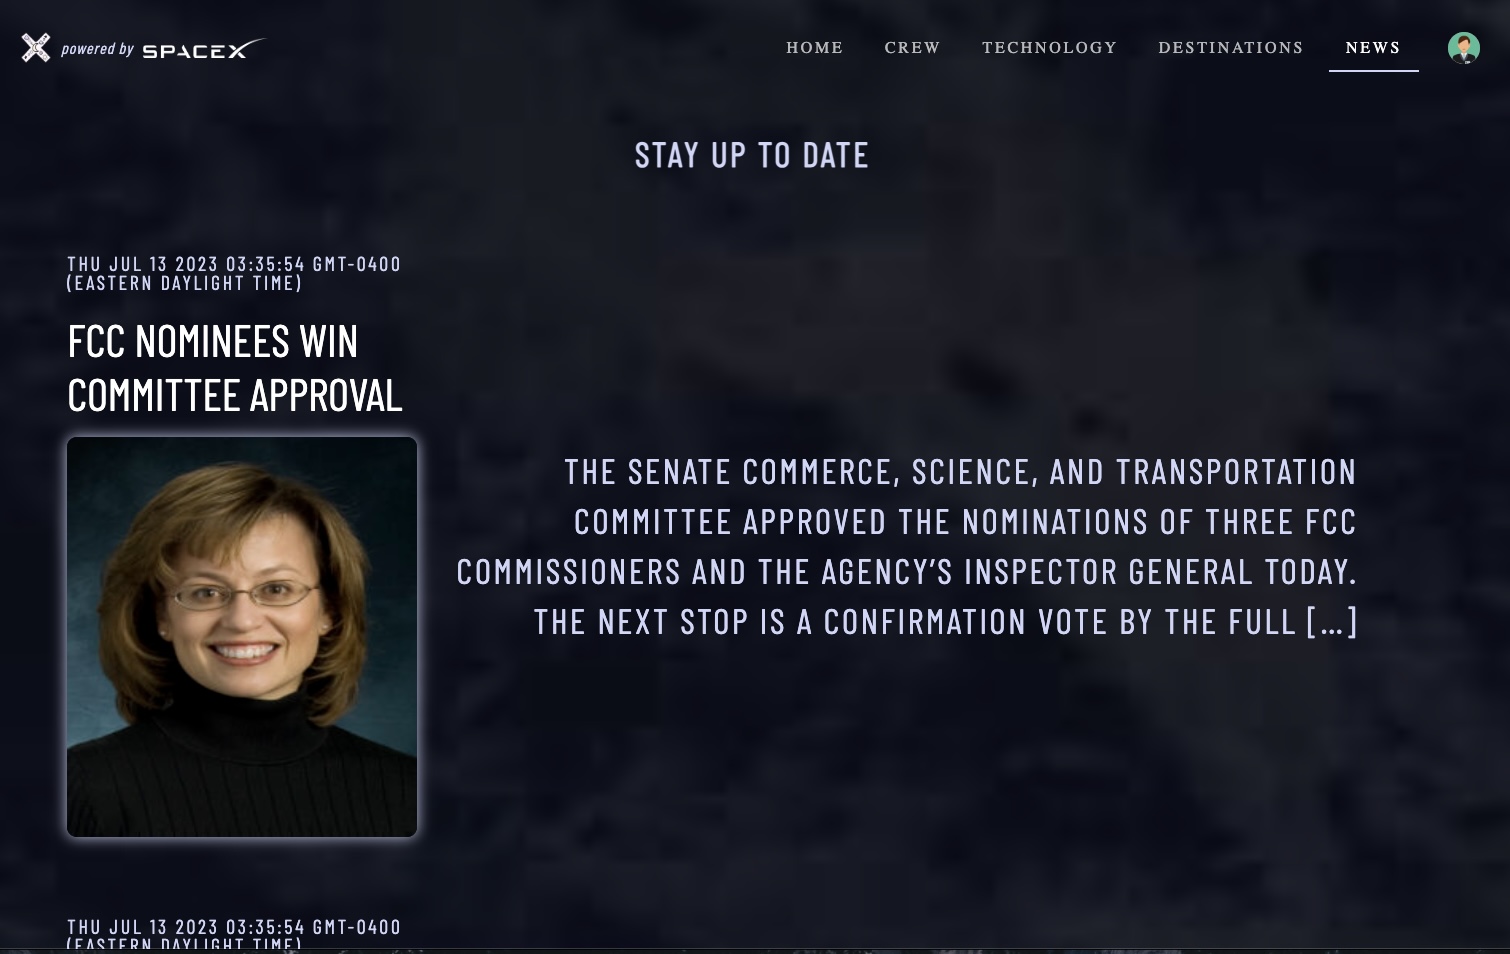 powered by SPACEX
HOME CREW TECHNOLOGY DESTINATIONS NEWS
STAY UP TO DATE
THU JUL 13 2023 03:35:54 GMT-0400
(EASTERN DAYLIGHT TIME)
FCC NOMINEES WIN
COMMITTEE APPROVAL
THE SENATE COMMERCE, SCIENCE, AND TRANSPORTATION
COMMITTEE APPROVED THE NOMINATIONS OF THREE FCC
COMMISSIONERS AND THE AGENCY’S INSPECTOR GENERAL TODAY.
THE NEXT STOP IS A CONFIRMATION VOTE BY THE FULL […]
THU JUL 13 2023 03:35:54 GMT-0400
(EASTERN DAYLIGHT TIME)